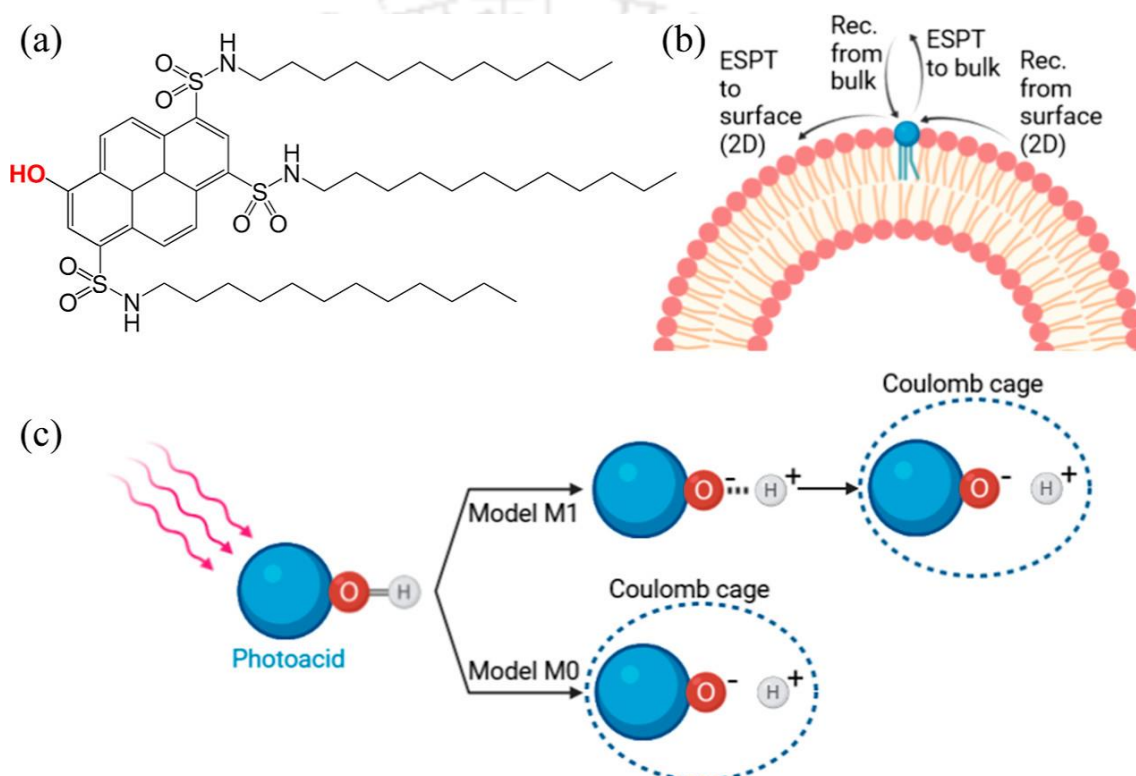 (a)
H
N
O
S
O
HO
H
N
S
O
O
O
S
O
N
H
(b)
ESPT
to
surface
(2D)
Rec.
from
bulk
ESPT
to bulk
Rec.
from
surface
(2D)
(c)
Photoacid
O
H
Model M1
O
-
H
+
Coulomb cage
O
-
H
+
Model M0
Coulomb cage
O
-
H
+